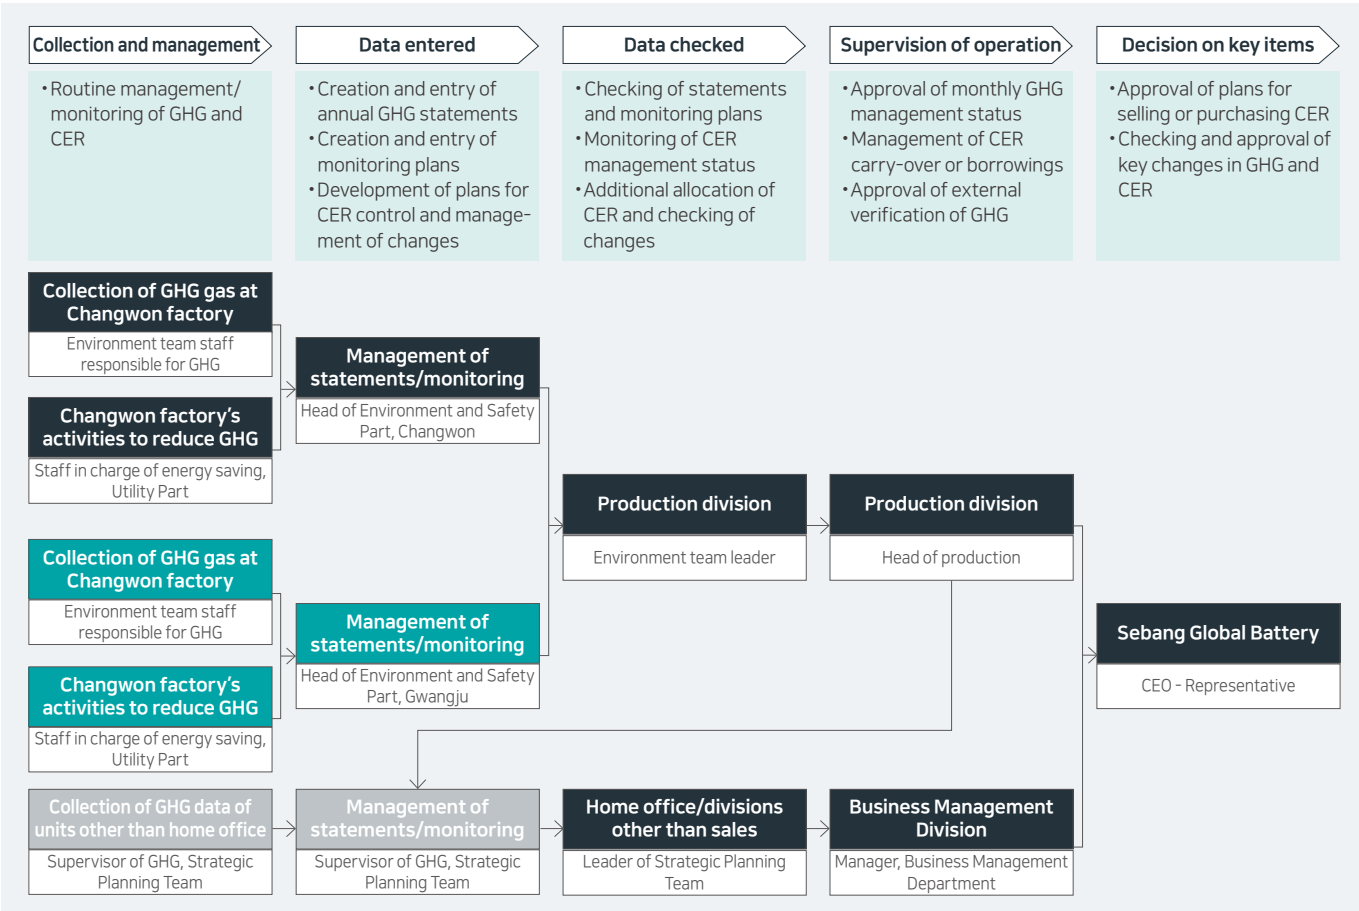 Collection and management
Data entered
Data checked
Supervision of operation
Decision on key items
• Routine management/
monitoring of GHG and
CER
• Creation and entry of
annual GHG statements
• Creation and entry of
monitoring plans
• Development of plans for
CER control and manage-
ment of changes
• Checking of statements
and monitoring plans
• Monitoring of CER
management status
• Additional allocation of
CER and checking of
changes
• Approval of monthly GHG
management status
• Management of CER
carry-over or borrowings
• Approval of external
verification of GHG
• Approval of plans for
selling or purchasing CER
• Checking and approval of
key changes in GHG and
CER
Collection of GHG gas at
Changwon factory
Environment team staff
responsible for GHG
Changwon factory's
activities to reduce GHG
Staff in charge of energy saving,
Utility Part
Management of
statements/monitoring
Head of Environment and Safety
Part, Changwon
Collection of GHG gas at
Changwon factory
Environment team staff
responsible for GHG
Changwon factory's
activities to reduce GHG
Staff in charge of energy saving,
Utility Part
Management of
statements/monitoring
Head of Environment and Safety
Part, Gwangju
Production division
Environment team leader
Production division
Head of production
Sebang Global Battery
CEO - Representative
Collection of GHG data of
units other than home office
Supervisor of GHG, Strategic
Planning Team
Management of
statements/monitoring
Supervisor of GHG, Strategic
Planning Team
Home office/divisions
other than sales
Leader of Strategic Planning
Team
Business Management
Division
Manager, Business Management
Department